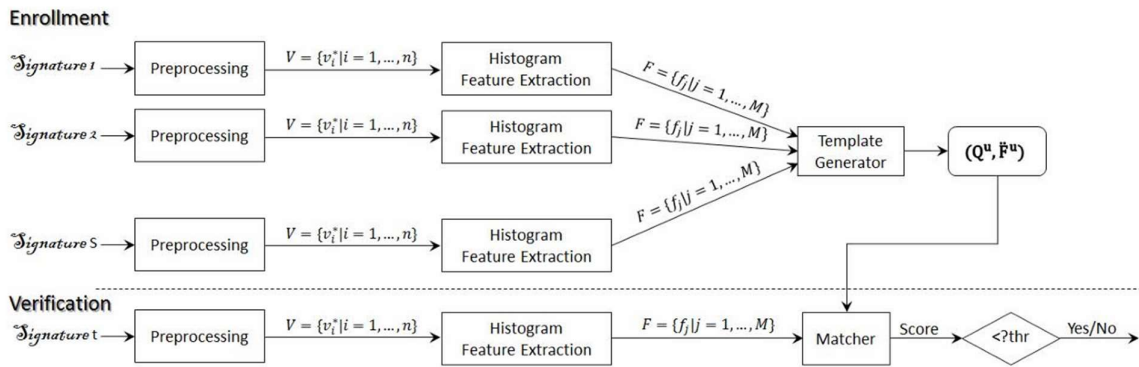 Enrollment
Signature 1
Preprocessing
V = {v_i^*|i = 1, …, n}
Histogram
Feature Extraction
F = {f_j|j = 1, …, M}
Signature 2
Preprocessing
V = {v_i^*|i = 1, …, n}
Histogram
Feature Extraction
F = {f_j|j = 1, …, M}
Template
Generator
(Q^u, F̈^u)
Signature S
Preprocessing
V = {v_i^*|i = 1, …, n}
Histogram
Feature Extraction
F = {f_j|j = 1, …, M}
Verification
Signature t
Preprocessing
V = {v_i^*|i = 1, …, n}
Histogram
Feature Extraction
F = {f_j|j = 1, …, M}
Matcher
Score
<?thr
Yes/No